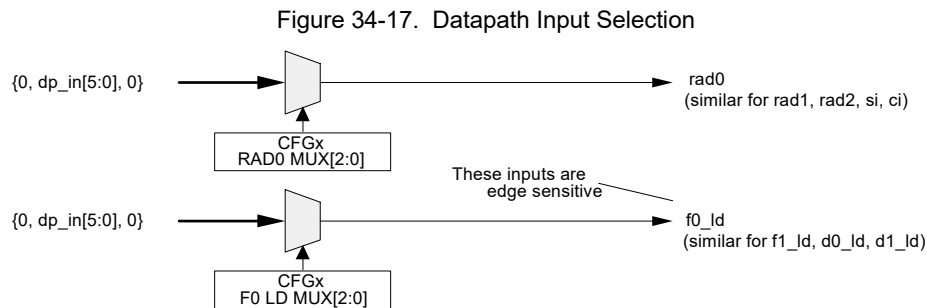 Figure 34-17. Datapath Input Selection
{0, dp_in[5:0], 0}
rad0
(similar for rad1, rad2, si, ci)
CFGx
RAD0 MUX[2:0]
These inputs are
edge sensitive
{0, dp_in[5:0], 0}
f0_ld
(similar for f1_ld, d0_ld, d1_ld)
CFGx
F0 LD MUX[2:0]